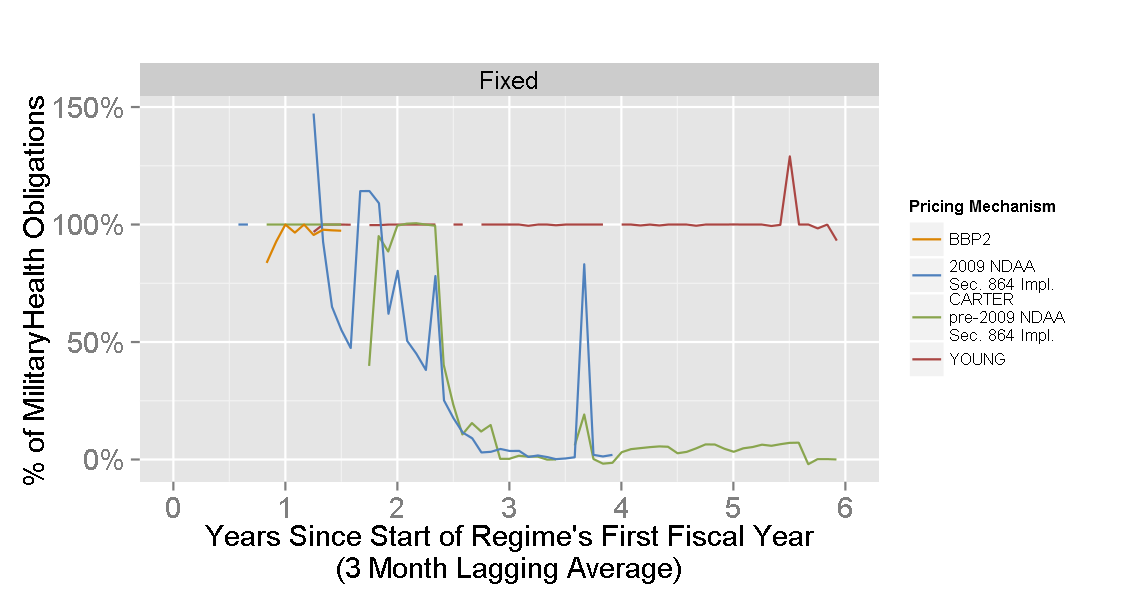 Fixed
150%
100%
50%
0%
% of MilitaryHealth Obligations
0 1 2 3 4 5 6
Years Since Start of Regime's First Fiscal Year
(3 Month Lagging Average)
Pricing Mechanism
BBP2
2009 NDAA
Sec. 864 Impl.
CARTER
pre-2009 NDAA
Sec. 864 Impl.
YOUNG